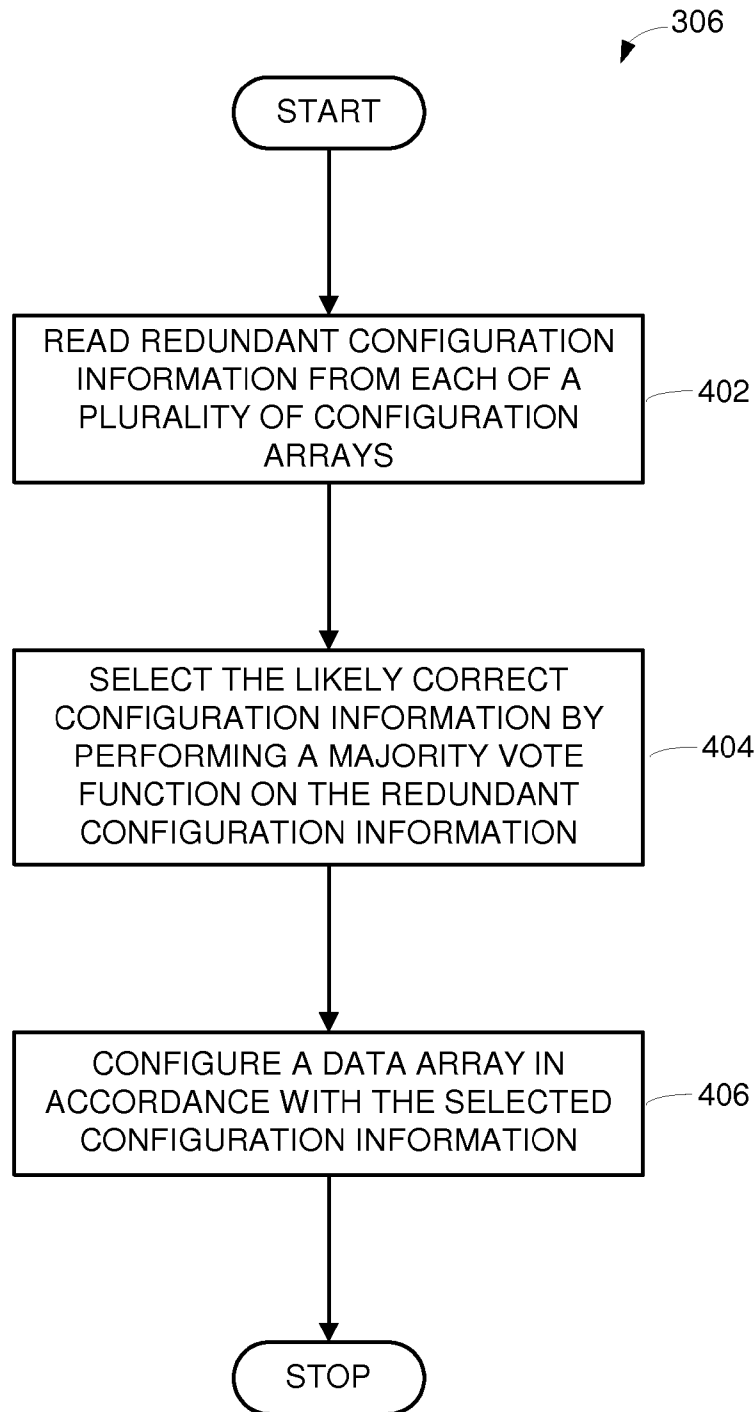 306
START
READ REDUNDANT CONFIGURATION
INFORMATION FROM EACH OF A
PLURALITY OF CONFIGURATION
ARRAYS
402
SELECT THE LIKELY CORRECT
CONFIGURATION INFORMATION BY
PERFORMING A MAJORITY VOTE
FUNCTION ON THE REDUNDANT
CONFIGURATION INFORMATION
404
CONFIGURE A DATA ARRAY IN
ACCORDANCE WITH THE SELECTED
CONFIGURATION INFORMATION
406
STOP